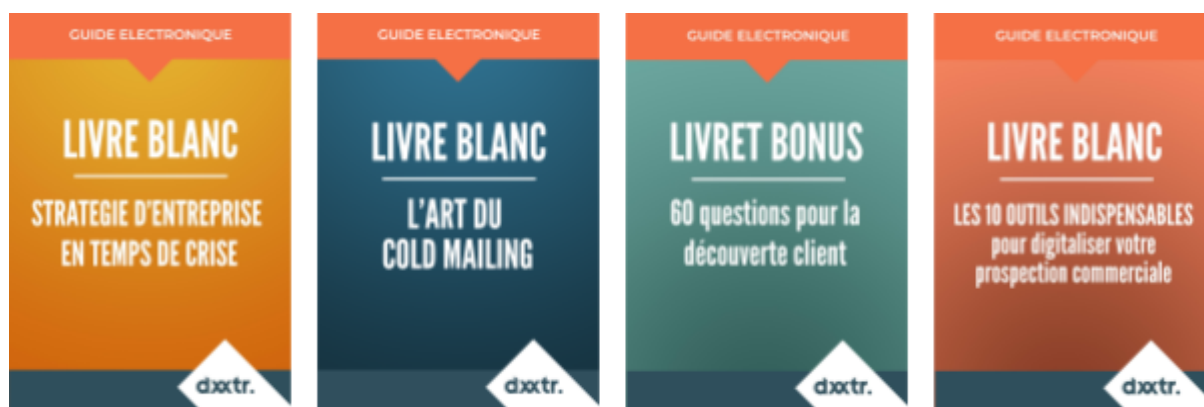 GUIDE ELECTRONIQUE
LIVRE BLANC
STRATEGIE D'ENTREPRISE
EN TEMPS DE CRISE
dxxtr.
GUIDE ELECTRONIQUE
LIVRE BLANC
L'ART DU
COLD MAILING
dxxtr.
GUIDE ELECTRONIQUE
LIVRET BONUS
60 questions pour la
découverte client
dxxtr.
GUIDE ELECTRONIQUE
LIVRE BLANC
LES 10 OUTILS INDISPENSABLES
pour digitaliser votre
prospection commerciale
dxxtr.